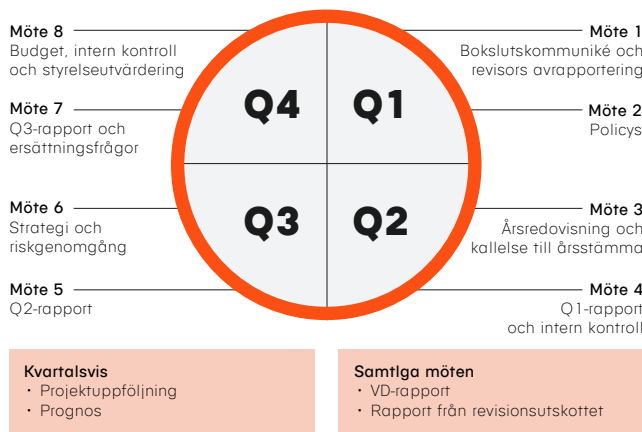 Möte 8
Budget, intern kontroll
och styrelseutvärdering
Möte 7
Q3-rapport och
ersättningsfrågor
Möte 6
Strategi och
riskgenomgång
Möte 5
Q2-rapport
Q4
Q1
Q3
Q2
Möte 1
Bokslutskommuniké och
revisors avrapportering
Möte 2
Policys
Möte 3
Årsredovisning och
kallelse till årsstämma
Möte 4
Q1-rapport
och intern kontroll
Kvartalsvis
· Projektuppföljning
· Prognos
Samtlga möten
· VD-rapport
· Rapport från revisionsutskottet